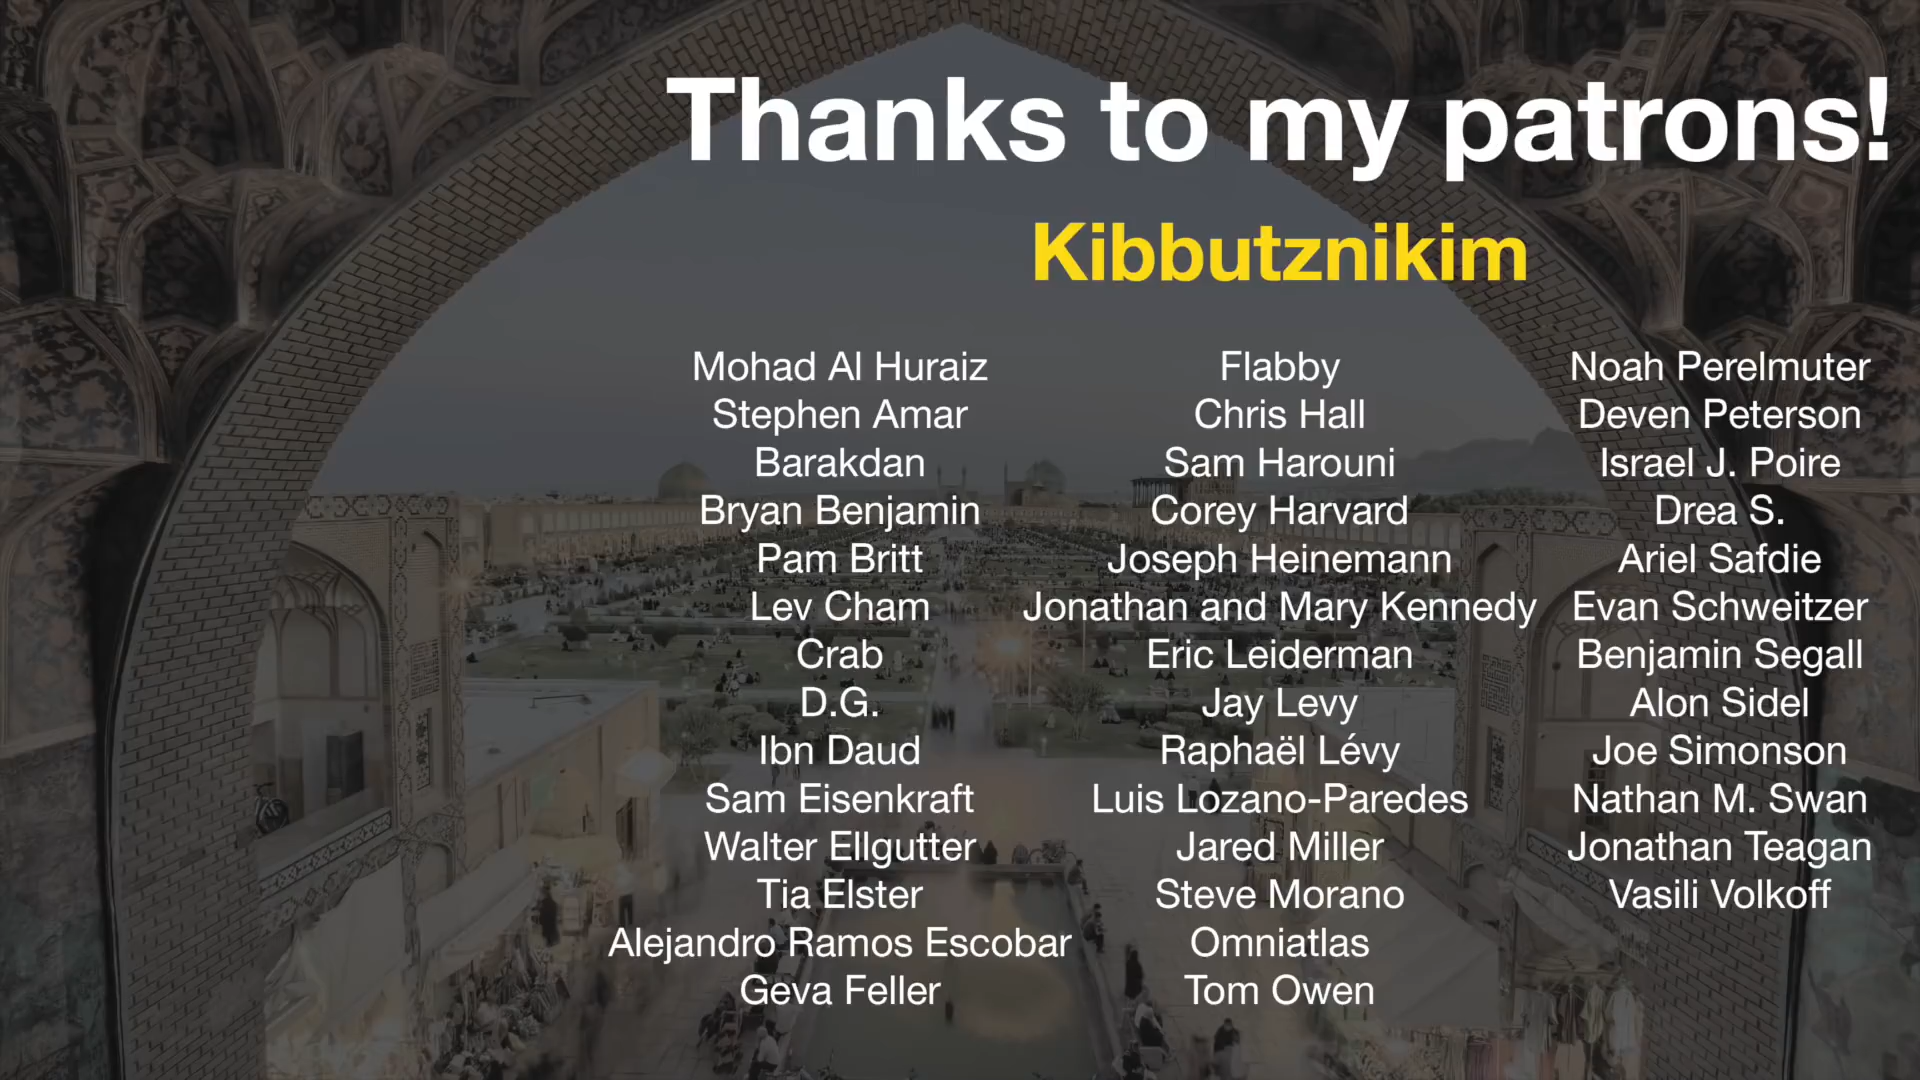 Thanks to my patrons!
Kibbutznikim
Mohad Al Huraiz
Stephen Amar
Barakdan
Bryan Benjamin
Pam Britt
Lev Cham
Crab
D.G.
Ibn Daud
Sam Eisenkraft
Walter Ellgutter
Tia Elster
Alejandro Ramos Escobar
Geva Feller
Flabby
Chris Hall
Sam Harouni
Corey Harvard
Joseph Heinemann
Jonathan and Mary Kennedy
Eric Leiderman
Jay Levy
Raphaël Lévy
Luis Lozano-Paredes
Jared Miller
Steve Morano
Omniatlas
Tom Owen
Noah Perelmuter
Deven Peterson
Israel J. Poire
Drea S.
Ariel Safdie
Evan Schweitzer
Benjamin Segall
Alon Sidel
Joe Simonson
Nathan M. Swan
Jonathan Teagan
Vasili Volkoff